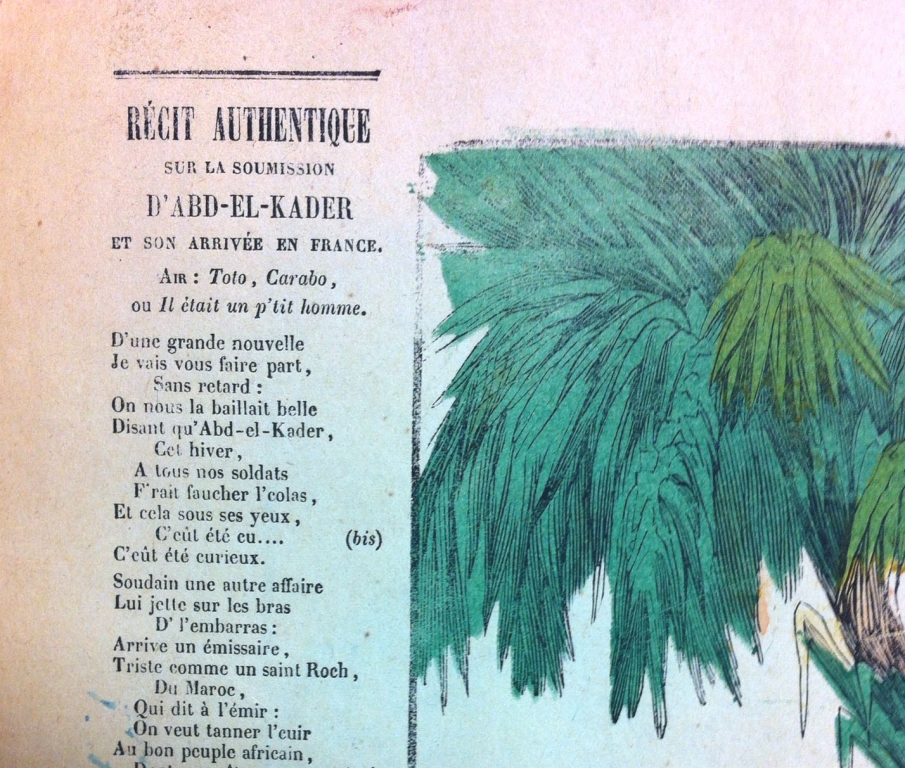 RÉCIT AUTHENTIQUE
SUR LA SOUMISSION
D'ABD-EL-KADER
ET SON ARRIVÉE EN FRANCE.
AIR : Toto, Carabo,
ou Il était un p'tit homme.
D'une grande nouvelle
Je vais vous faire part,
Sans retard :
On nous la baillait belle
Disant qu'Abd-el-Kader,
Cet hiver,
A tous nos soldats
F'rait faucher l'colas,
Et cela sous ses yeux,
C'eût été cu.... (bis)
C'eût été curieux.
Soudain une autre affaire
Lui jette sur les bras
D' l'embarras :
Arrive un émissaire,
Triste comme un saint Roch,
Du Maroc,
Qui dit à l'émir :
On veut tanner l'cuir
Au bon peuple africain,